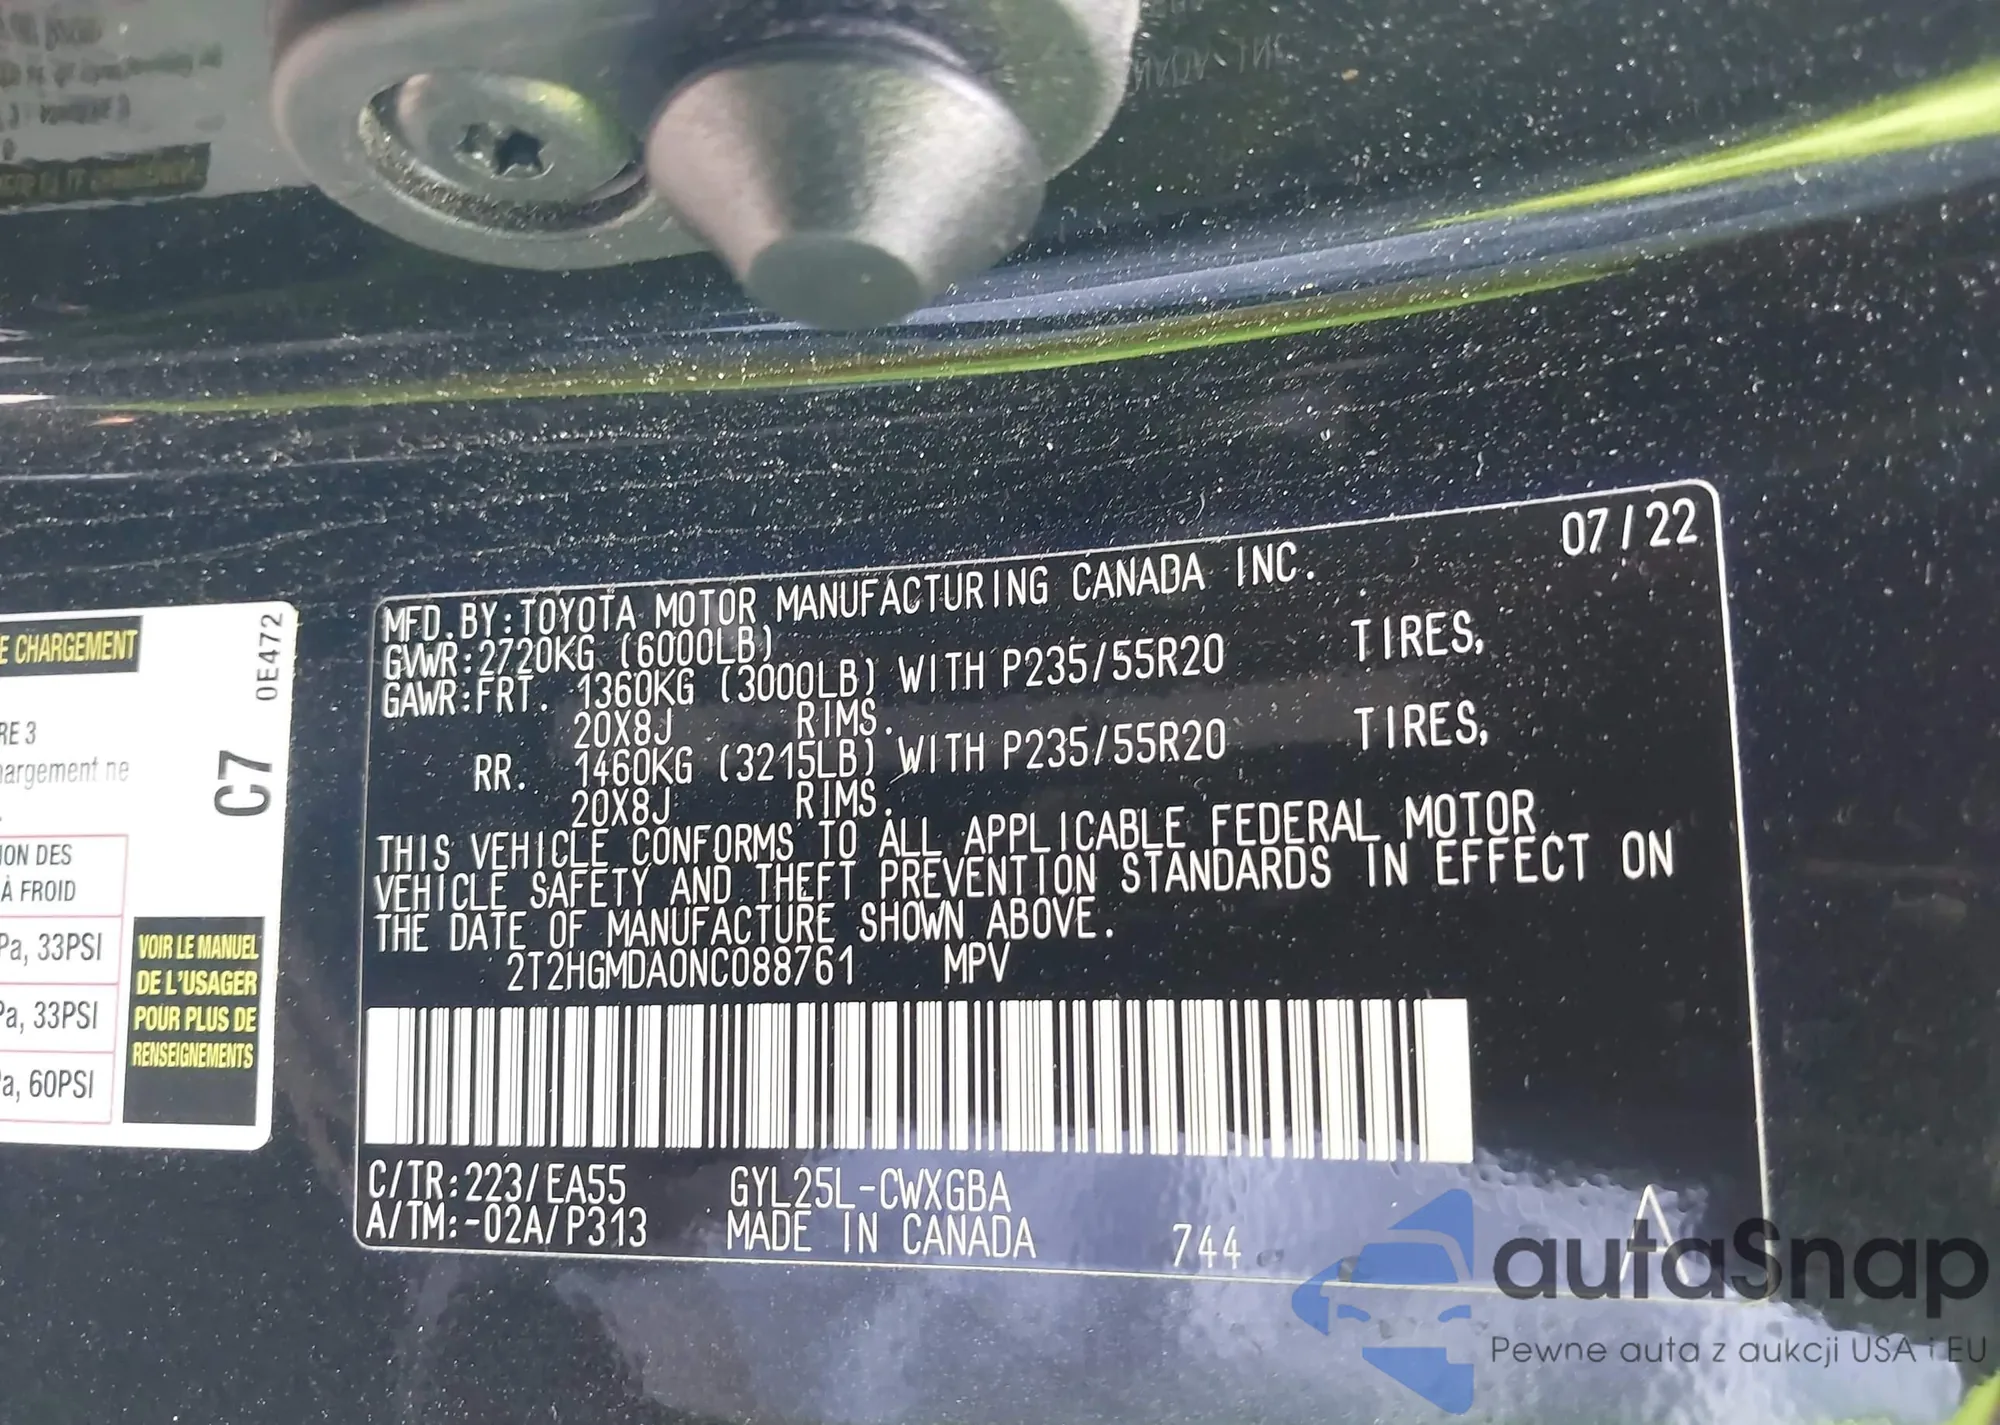 07/22
MFD. BY: TOYOTA MOTOR MANUFACTURING CANADA INC.
GVWR: 2720KG (6000LB)
GAWR: FRT. 1360KG (3000LB) WITH P235/55R20 TIRES,
20X8J RIMS.
RR. 1460KG (3215LB) WITH P235/55R20 TIRES,
20X8J RIMS.
THIS VEHICLE CONFORMS TO ALL APPLICABLE FEDERAL MOTOR
VEHICLE SAFETY AND THEFT PREVENTION STANDARDS IN EFFECT ON
THE DATE OF MANUFACTURE SHOWN ABOVE.
2T2HGMDA0NC088761 MPV
C/TR: 223/EA55 GYL25L-CWXGBA
A/TM: -02A/P313 MADE IN CANADA 744
E CHARGEMENT
0E472
RE 3
argement ne
C7
ION DES
À FROID
Pa, 33PSI
Pa, 33PSI
a, 60PSI
VOIR LE MANUEL
DE L'USAGER
POUR PLUS DE
RENSEIGNEMENTS
autaSnap
Pewne auta z aukcji USA i EU